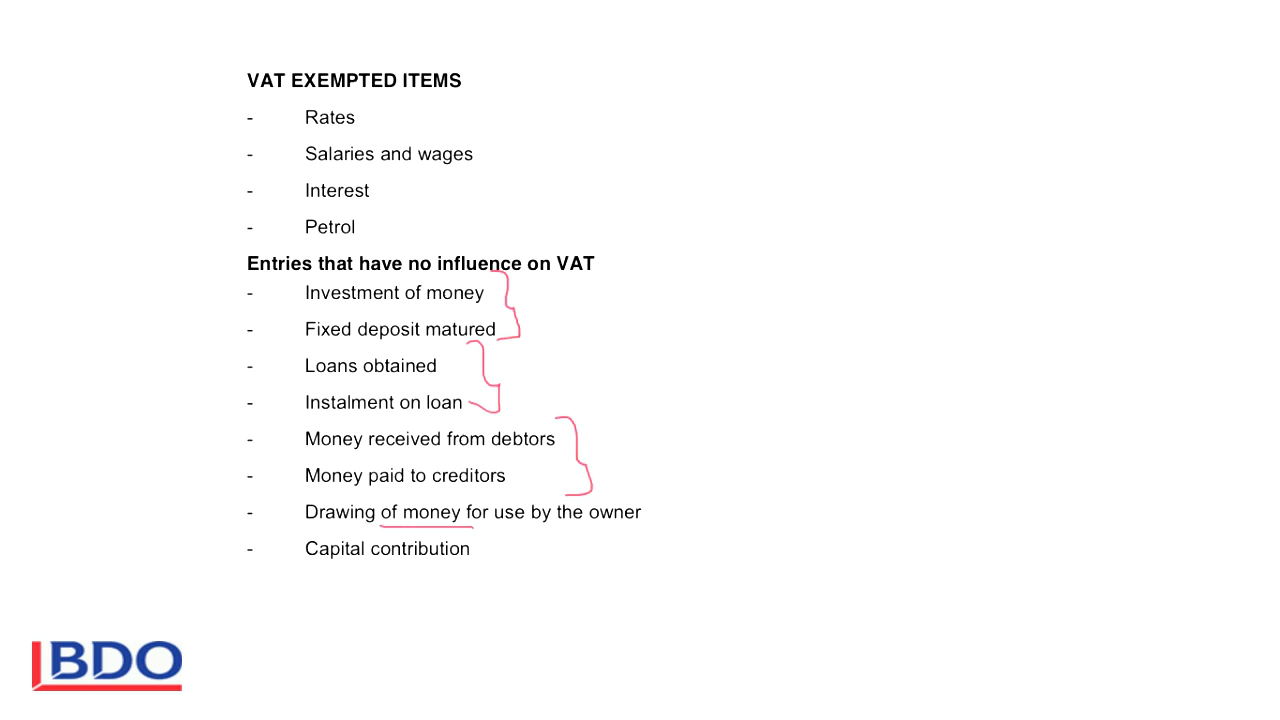 VAT EXEMPTED ITEMS
- Rates
- Salaries and wages
- Interest
- Petrol
Entries that have no influence on VAT
- Investment of money
- Fixed deposit matured
- Loans obtained
- Instalment on loan
- Money received from debtors
- Money paid to creditors
- Drawing of money for use by the owner
- Capital contribution
BDO